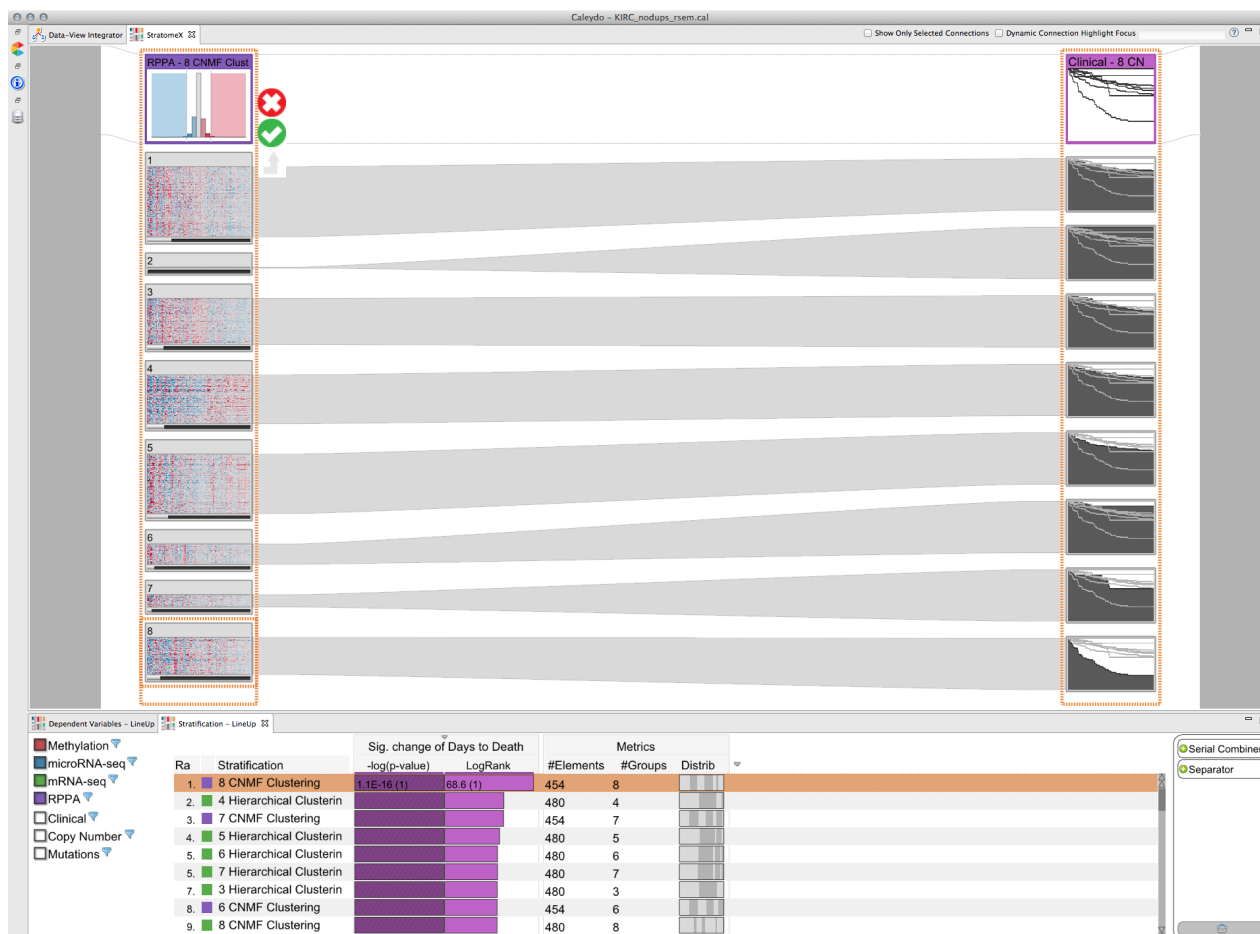 Caleydo - KIRC_nodups_rsem.cal
Data-View Integrator
StratomeX
Show Only Selected Connections
Dynamic Connection Highlight Focus
RPPA - 8 CNMF Clust
Clinical - 8 CN
1
2
3
4
5
6
7
8
Dependent Variables - LineUp
Stratification - LineUp
Methylation
microRNA-seq
mRNA-seq
RPPA
Clinical
Copy Number
Mutations
Sig. change of Days to Death Metrics
Ra Stratification -log(p-value) LogRank #Elements #Groups Distrib
1. 8 CNMF Clustering 1.1E-16 (1) 68.6 (1) 454 8
2. 4 Hierarchical Clusterin 480 4
3. 7 CNMF Clustering 454 7
4. 5 Hierarchical Clusterin 480 5
5. 6 Hierarchical Clusterin 480 6
5. 7 Hierarchical Clusterin 480 7
7. 3 Hierarchical Clusterin 480 3
8. 6 CNMF Clustering 454 6
9. 8 CNMF Clustering 480 8
Serial Combiner
Separator